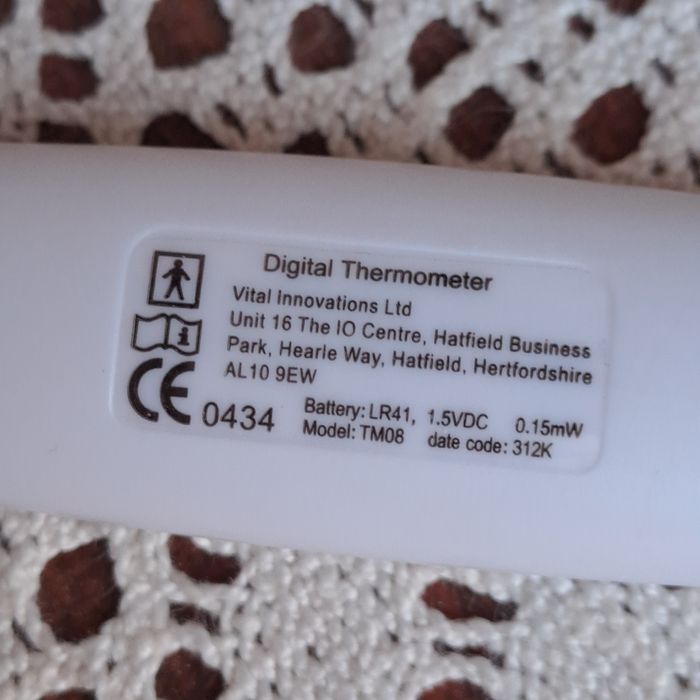 Digital Thermometer
Vital Innovations Ltd
Unit 16 The IO Centre, Hatfield Business
Park, Hearle Way, Hatfield, Hertfordshire
AL10 9EW
CE 0434
Battery: LR41, 1.5VDC 0.15mW
Model: TM08 date code: 312K